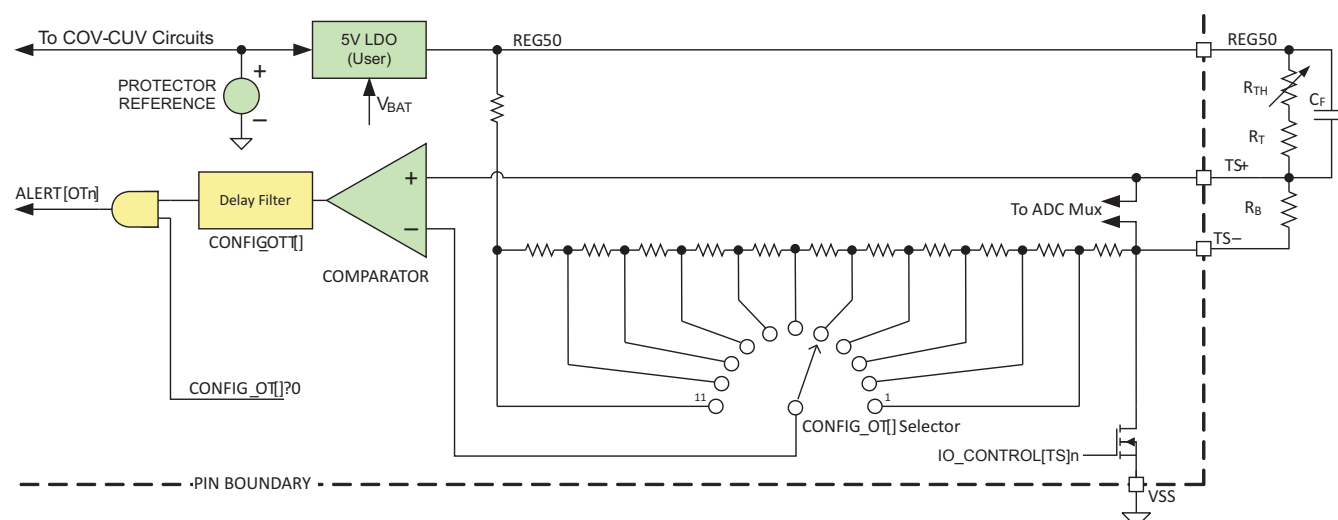 To COV-CUV Circuits
5V LDO
(User)
REG50
REG50
PROTECTOR
REFERENCE
+
−
VBAT
RTH
CF
RT
ALERT[OTn]
Delay Filter
CONFIG_OTT[]
+
−
COMPARATOR
TS+
To ADC Mux
RB
TS−
CONFIG_OT[]?0
11
1
CONFIG_OT[] Selector
IO_CONTROL[TS]n
PIN BOUNDARY
VSS